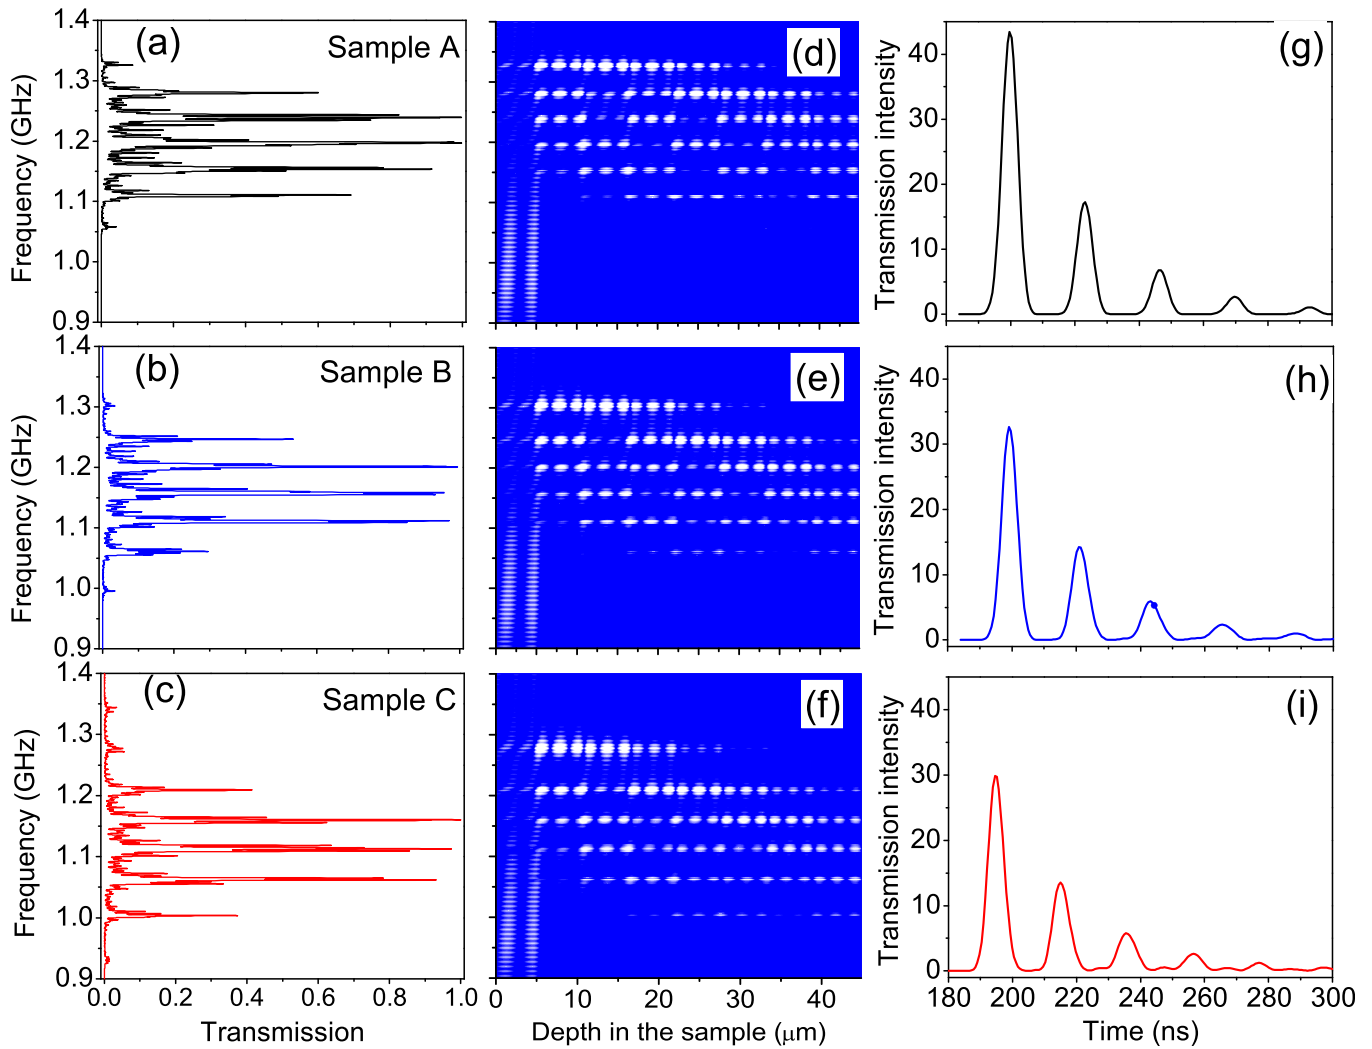 1.4
1.3
1.2
1.1
1.0
0.9
Frequency (GHz)
(a)
Sample A
(d)
Transmission intensity
40
30
20
10
0
(g)
1.4
1.3
1.2
1.1
1.0
0.9
Frequency (GHz)
(b)
Sample B
(e)
Transmission intensity
40
30
20
10
0
(h)
1.4
1.3
1.2
1.1
1.0
0.9
Frequency (GHz)
(c)
Sample C
(f)
Transmission intensity
40
30
20
10
0
(i)
0.0 0.2 0.4 0.6 0.8 1.0
Transmission
0 10 20 30 40
Depth in the sample (μm)
180 200 220 240 260 280 300
Time (ns)